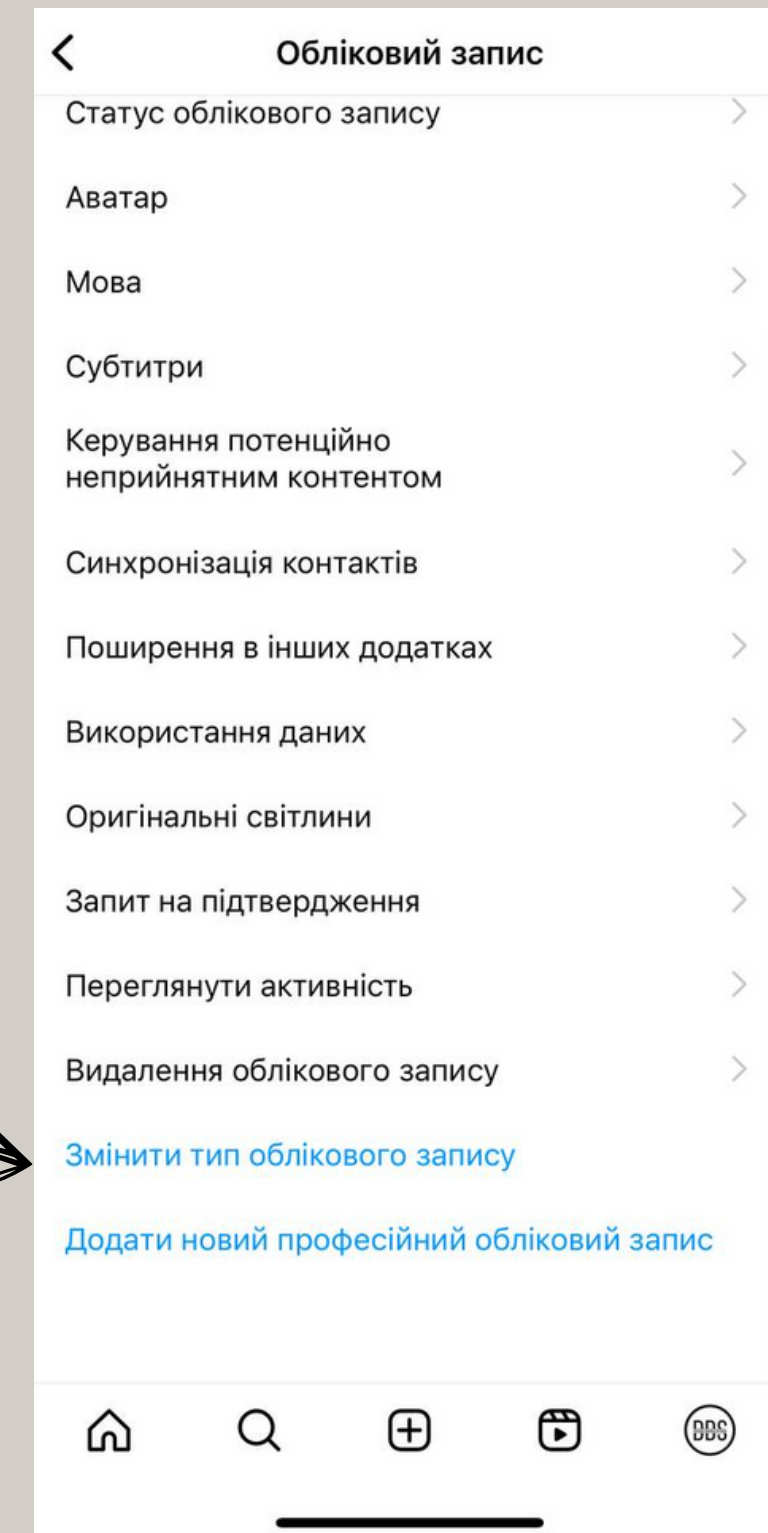 Обліковий запис
Статус облікового запису
Аватар
Мова
Субтитри
Керування потенційно
неприйнятним контентом
Синхронізація контактів
Поширення в інших додатках
Використання даних
Оригінальні світлини
Запит на підтвердження
Переглянути активність
Видалення облікового запису
Змінити тип облікового запису
Додати новий професійний обліковий запис